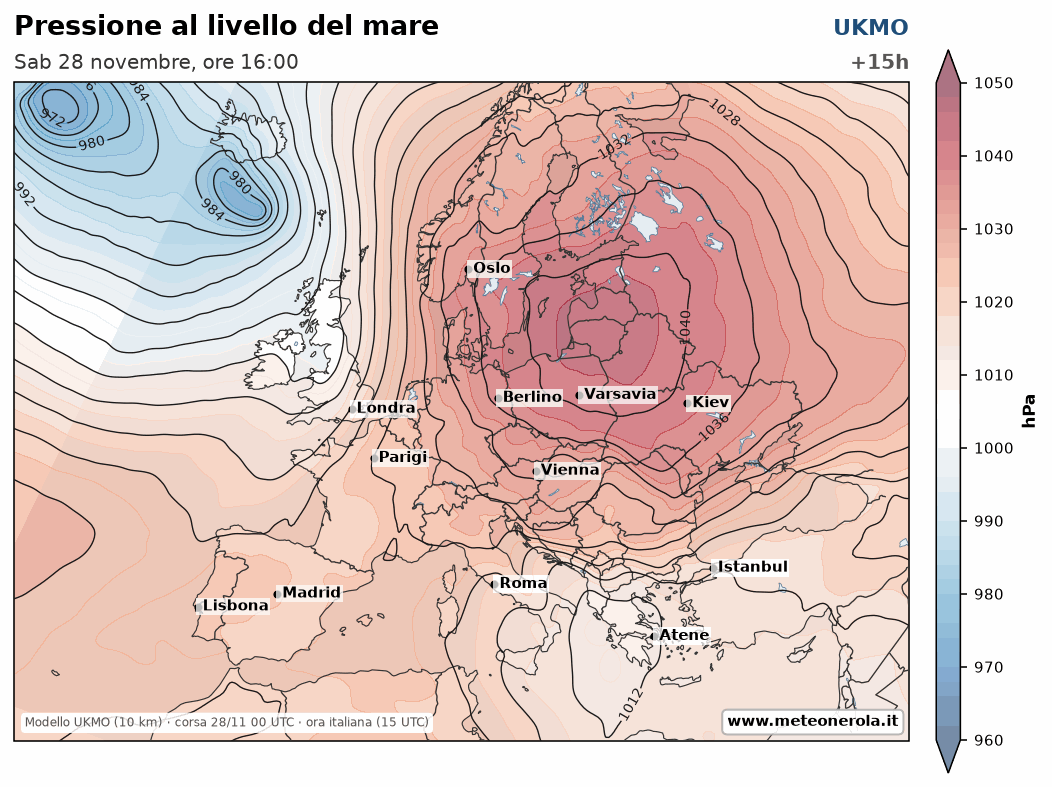 Pressione al livello del mare
UKMO
Sab 28 novembre, ore 16:00
+15h
1050
1040
1030
1020
1010
1000
990
980
970
960
hPa
972
980
984
992
980
984
1028
1032
1040
1036
1012
Oslo
Berlino
Varsavia
Kiev
Londra
Parigi
Vienna
Istanbul
Roma
Madrid
Lisbona
Atene
Modello UKMO (10 km) · corsa 28/11 00 UTC · ora italiana (15 UTC)
www.meteonerola.it